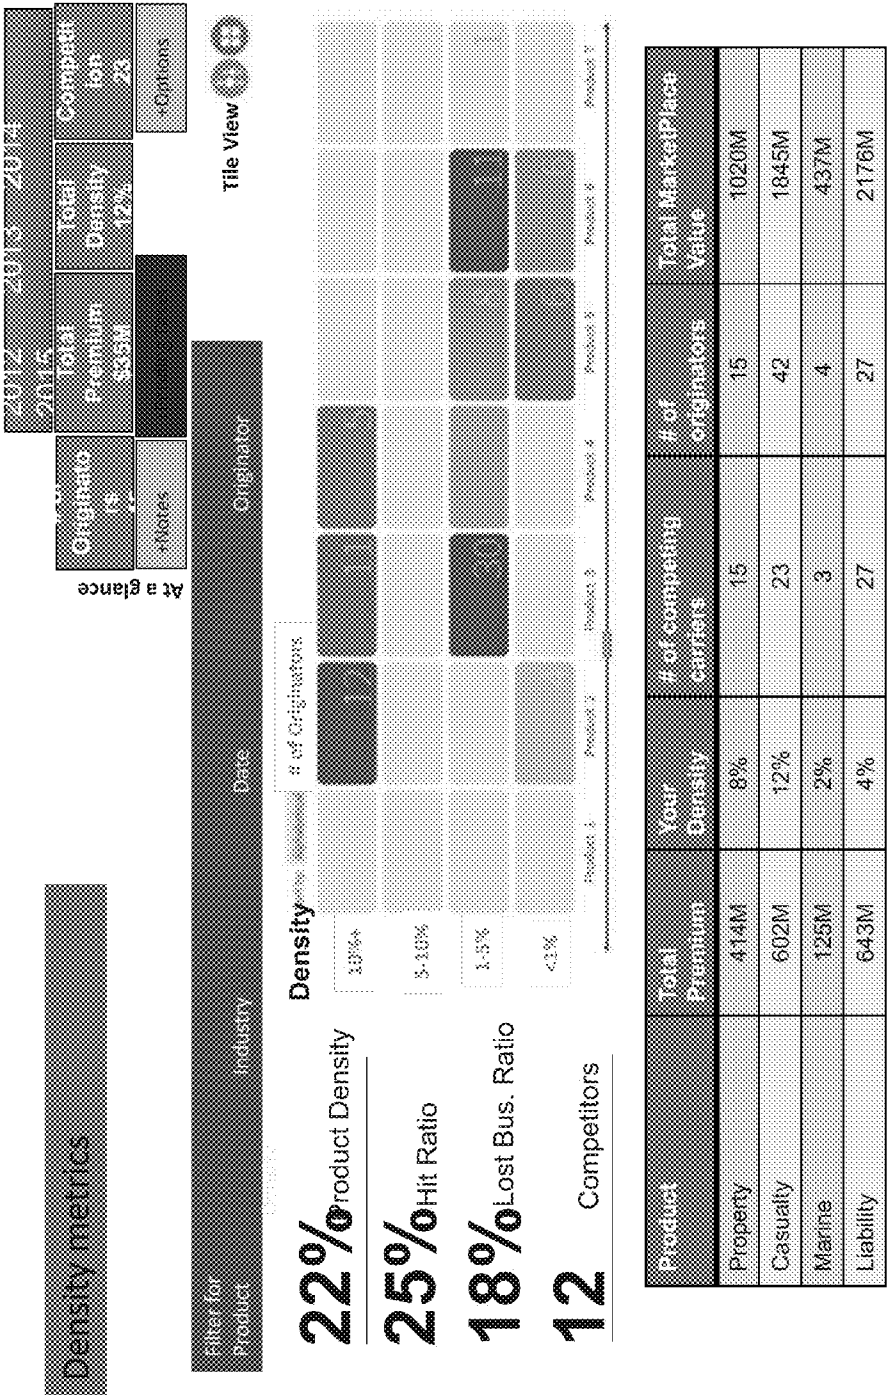 Density metrics
2012 2013 2014
2015
At a glance
Originato
rs
Total
Premium
$35M
Total
Density
12%
Competit
ion
23
+Notes
+Options
Filter for
Product
Industry
Date
Originator
Tile View
22% Product Density
25% Hit Ratio
18% Lost Bus. Ratio
12 Competitors
Density
# of Originators
10%+
5-10%
1-5%
<1%
Product 1
Product 2
Product 3
Product 4
Product 5
Product 6
Product 7
Product Total Premium Your Density # of competing carriers # of originators Total MarketPlace Value
Property 414M 8% 15 15 1020M
Casualty 602M 12% 23 42 1845M
Marine 125M 2% 3 4 437M
Liability 643M 4% 27 27 2176M